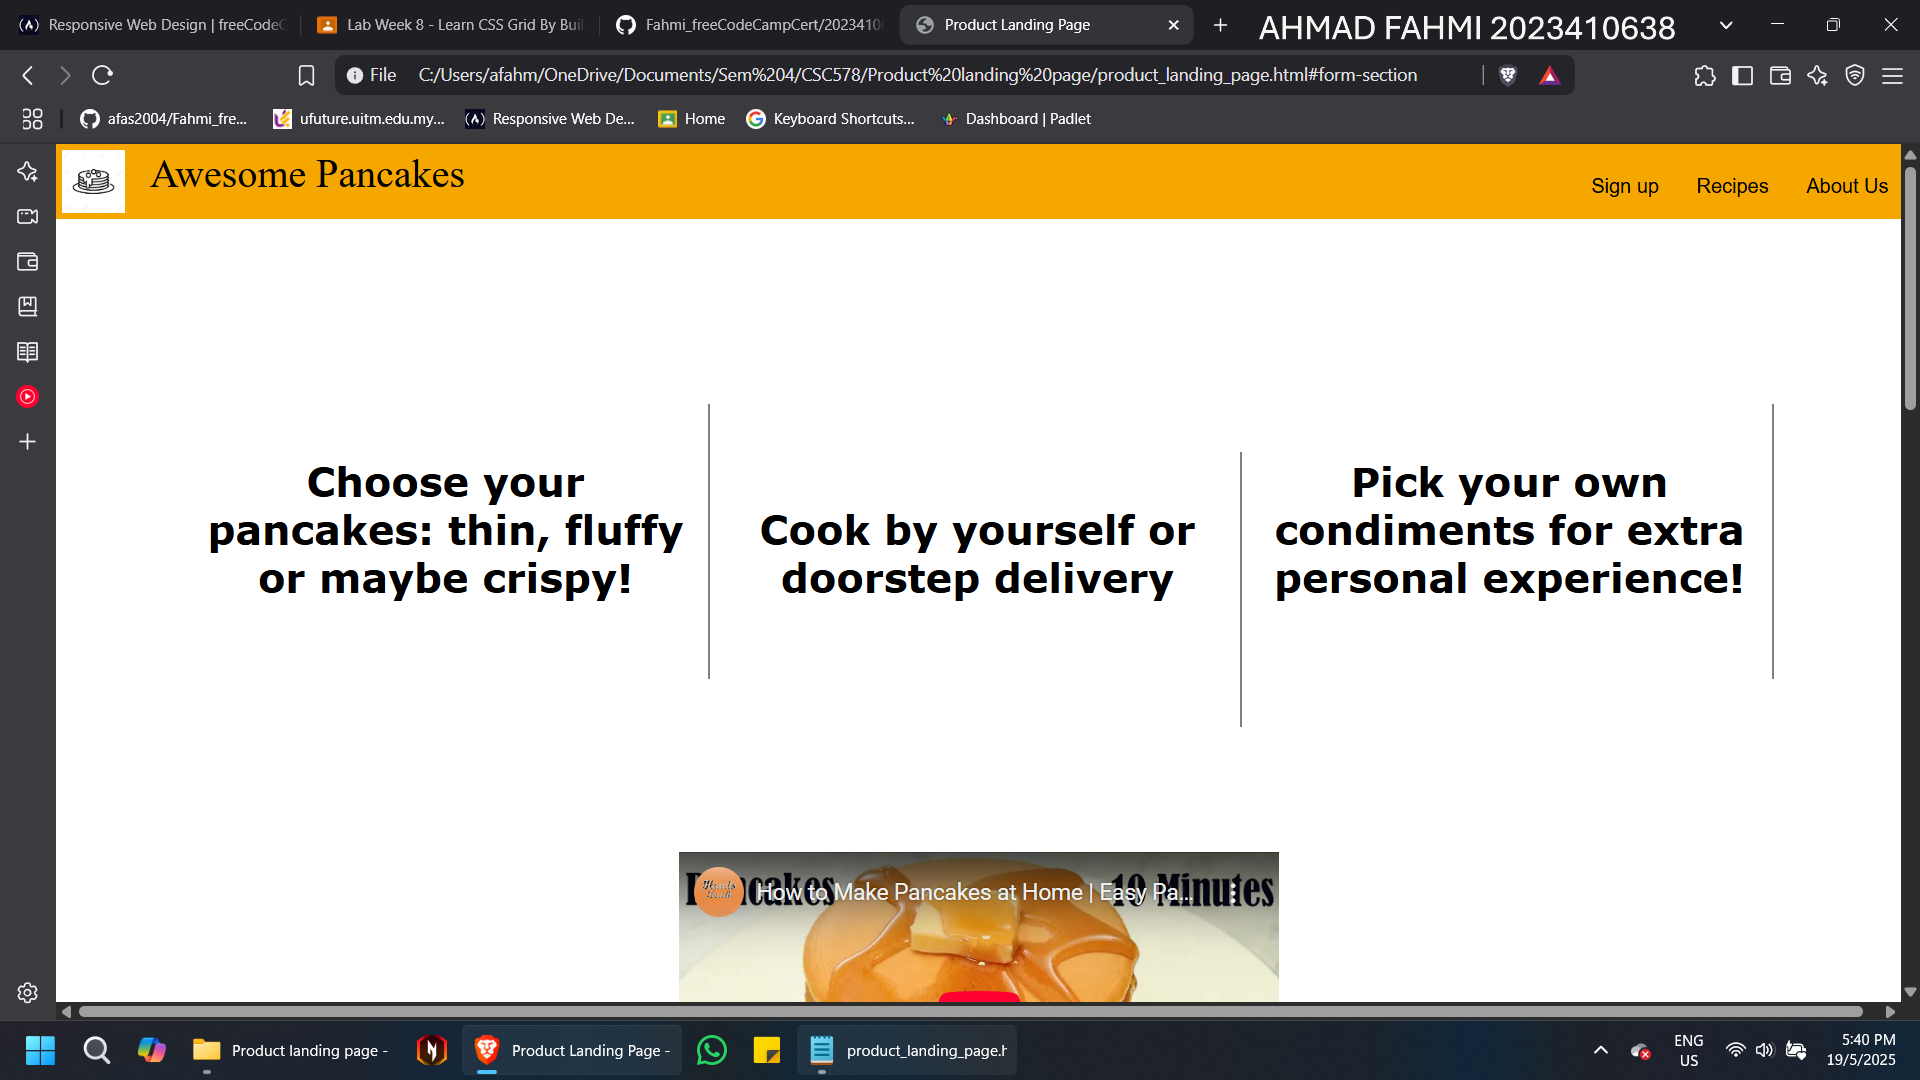 Responsive Web Design | freeCodeC
Lab Week 8 - Learn CSS Grid By Buil
Fahmi_freeCodeCampCert/2023410
Product Landing Page
AHMAD FAHMI 2023410638
File
C:/Users/afahm/OneDrive/Documents/Sem%204/CSC578/Product%20landing%20page/product_landing_page.html#form-section
afas2004/Fahmi_fre...
ufuture.uitm.edu.my...
Responsive Web De...
Home
Keyboard Shortcuts...
Dashboard | Padlet
Awesome Pancakes
Sign up
Recipes
About Us
Choose your
pancakes: thin, fluffy
or maybe crispy!
Cook by yourself or
doorstep delivery
Pick your own
condiments for extra
personal experience!
How to Make Pancakes at Home | Easy Pa...
10 Minutes
Product landing page -
Product Landing Page -
product_landing_page.h
ENG
US
5:40 PM
19/5/2025